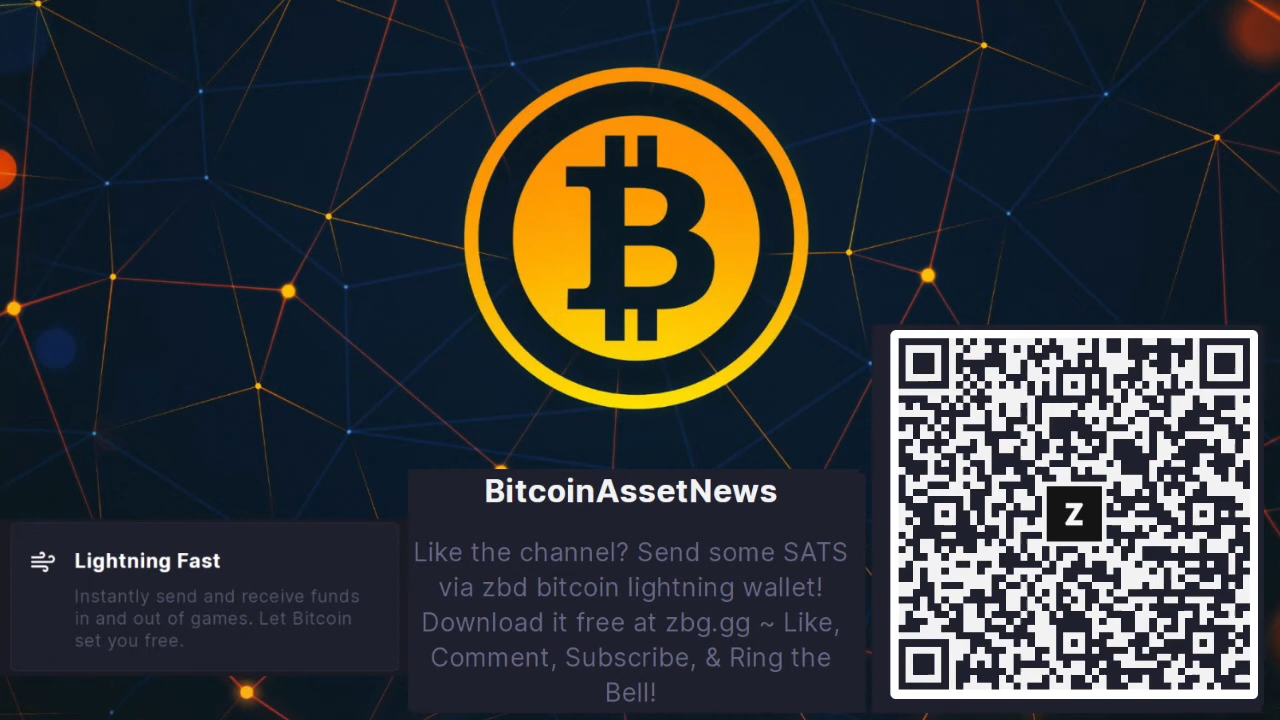 BitcoinAssetNews
Like the channel? Send some SATS
via zbd bitcoin lightning wallet!
Download it free at zbg.gg ~ Like,
Comment, Subscribe, & Ring the
Bell!
Lightning Fast
Instantly send and receive funds
in and out of games. Let Bitcoin
set you free.
Z